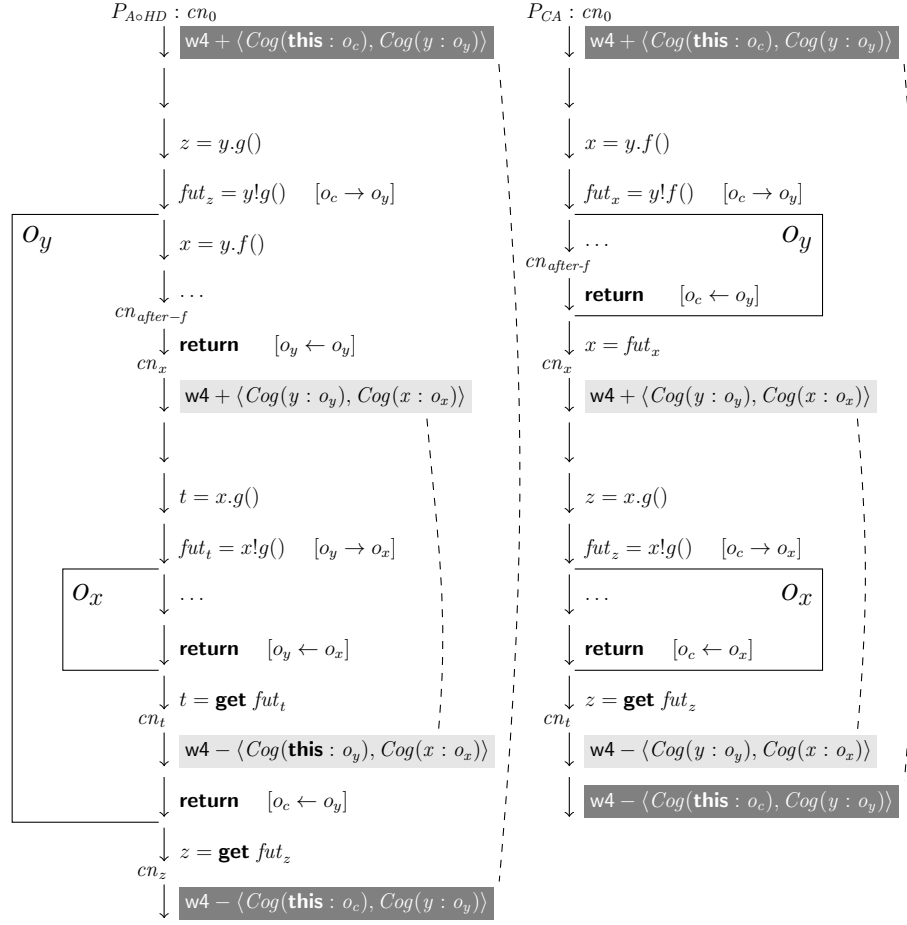 P_{A∘HD} : cn_0
w4 + ⟨Cog(this : o_c), Cog(y : o_y)⟩
z = y.g()
fut_z = y!g() [o_c → o_y]
o_y
x = y.f()
...
cn_{after−f}
return [o_y ← o_y]
cn_x
w4 + ⟨Cog(y : o_y), Cog(x : o_x)⟩
t = x.g()
fut_t = x!g() [o_y → o_x]
o_x
...
return [o_y ← o_x]
t = get fut_t
cn_t
w4 − ⟨Cog(this : o_y), Cog(x : o_x)⟩
return [o_c ← o_y]
z = get fut_z
cn_z
w4 − ⟨Cog(this : o_c), Cog(y : o_y)⟩
P_{CA} : cn_0
w4 + ⟨Cog(this : o_c), Cog(y : o_y)⟩
x = y.f()
fut_x = y!f() [o_c → o_y]
... o_y
cn_{after-f}
return [o_c ← o_y]
x = fut_x
cn_x
w4 + ⟨Cog(y : o_y), Cog(x : o_x)⟩
z = x.g()
fut_z = x!g() [o_c → o_x]
... o_x
return [o_c ← o_x]
z = get fut_z
cn_t
w4 − ⟨Cog(y : o_y), Cog(x : o_x)⟩
w4 − ⟨Cog(this : o_c), Cog(y : o_y)⟩